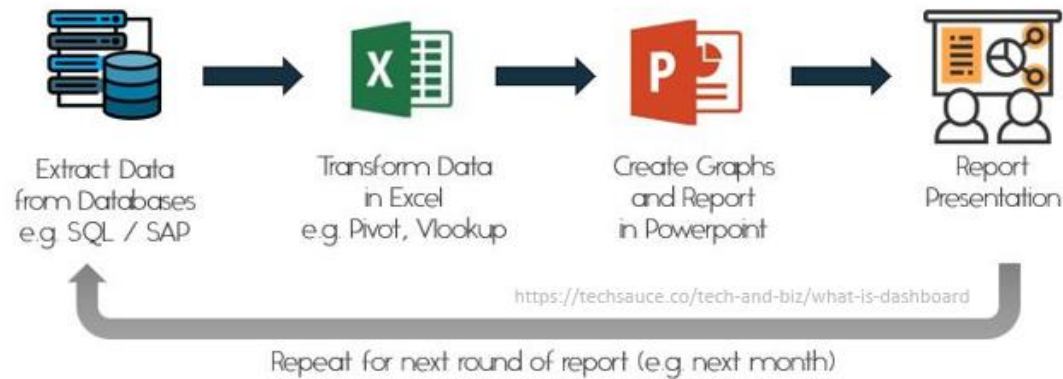 X
P
Extract Data
from Databases
e.g. SQL / SAP
Transform Data
in Excel
e.g. Pivot, Vlookup
Create Graphs
and Report
in Powerpoint
Report
Presentation
https://techsauce.co/tech-and-biz/what-is-dashboard
Repeat for next round of report (e.g. next month)